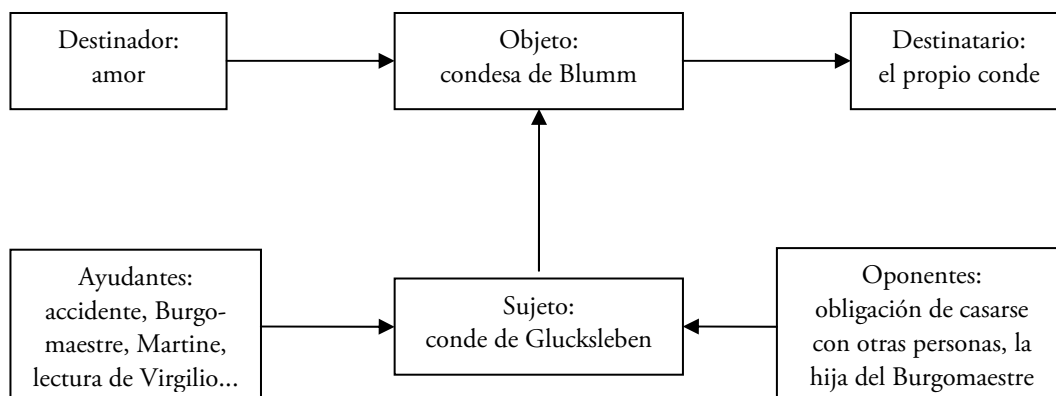 Destinador:
amor
Objeto:
condesa de Blumm
Destinatario:
el propio conde
Ayudantes:
accidente, Burgo-
maestre, Martine,
lectura de Virgilio...
Sujeto:
conde de Glucksleben
Oponentes:
obligación de casarse
con otras personas, la
hija del Burgomaestre